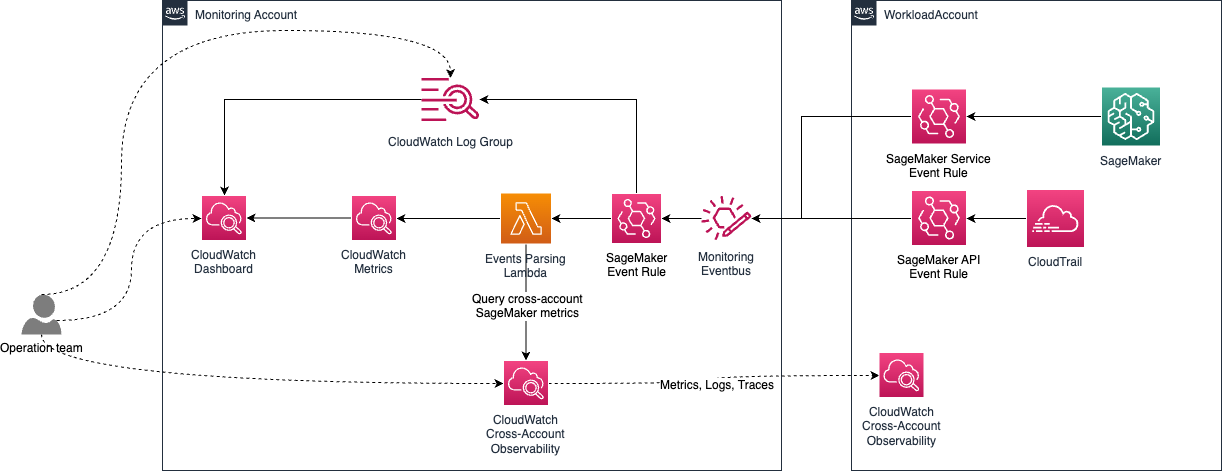 aws
Monitoring Account
aws
WorkloadAccount
CloudWatch Log Group
SageMaker Service
Event Rule
SageMaker
CloudWatch
Dashboard
CloudWatch
Metrics
Events Parsing
Lambda
SageMaker
Event Rule
Monitoring
Eventbus
SageMaker API
Event Rule
CloudTrail
Query cross-account
SageMaker metrics
Operation team
Metrics, Logs, Traces
CloudWatch
Cross-Account
Observability
CloudWatch
Cross-Account
Observability